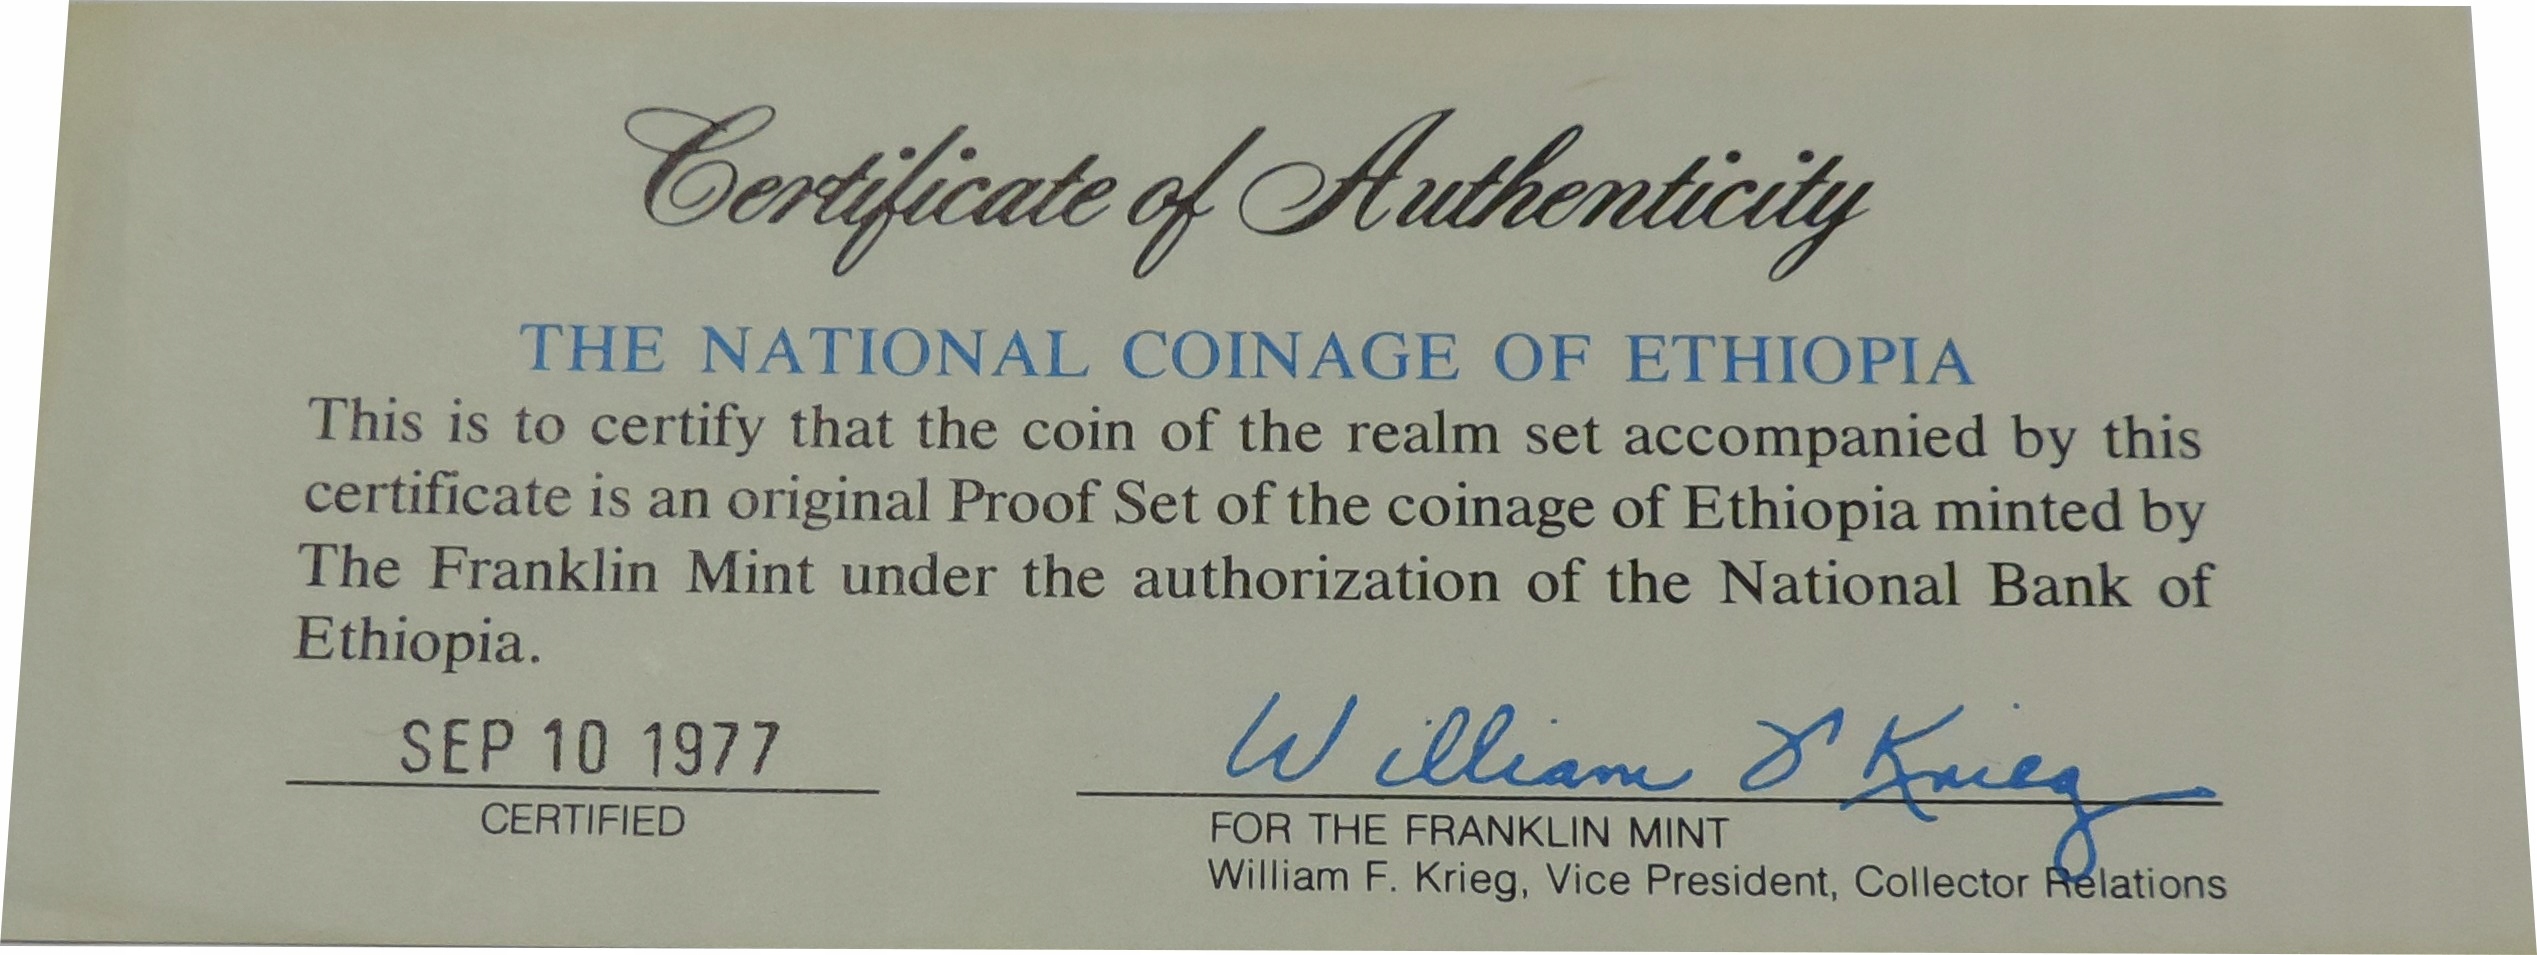 Certificate of Authenticity
THE NATIONAL COINAGE OF ETHIOPIA
This is to certify that the coin of the realm set accompanied by this
certificate is an original Proof Set of the coinage of Ethiopia minted by
The Franklin Mint under the authorization of the National Bank of
Ethiopia.
SEP 10 1977
CERTIFIED
William F Krieg
FOR THE FRANKLIN MINT
William F. Krieg, Vice President, Collector Relations